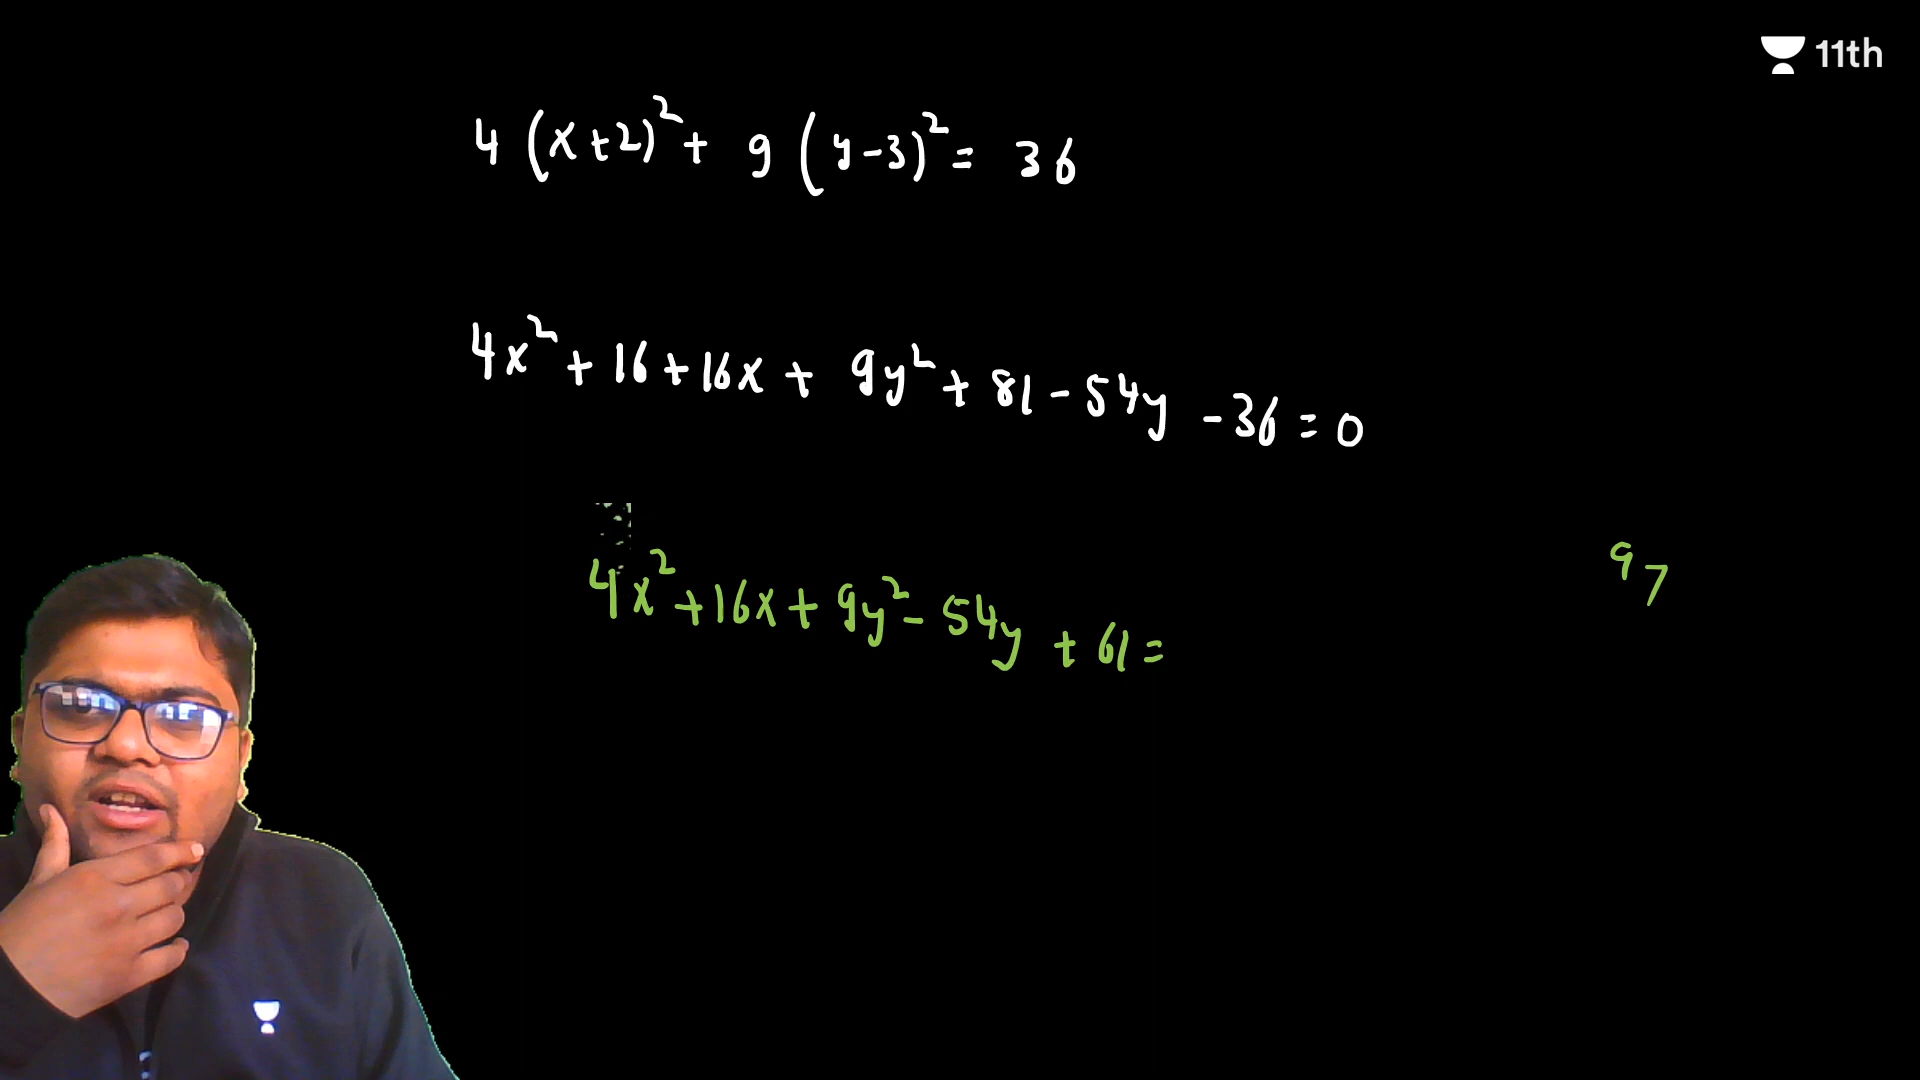 11th
4 (x+2)² + 9 (y-3)² = 36
4x² + 16 + 16x + 9y² + 81 - 54y - 36 = 0
97
4x² + 16x + 9y² - 54y + 61 =